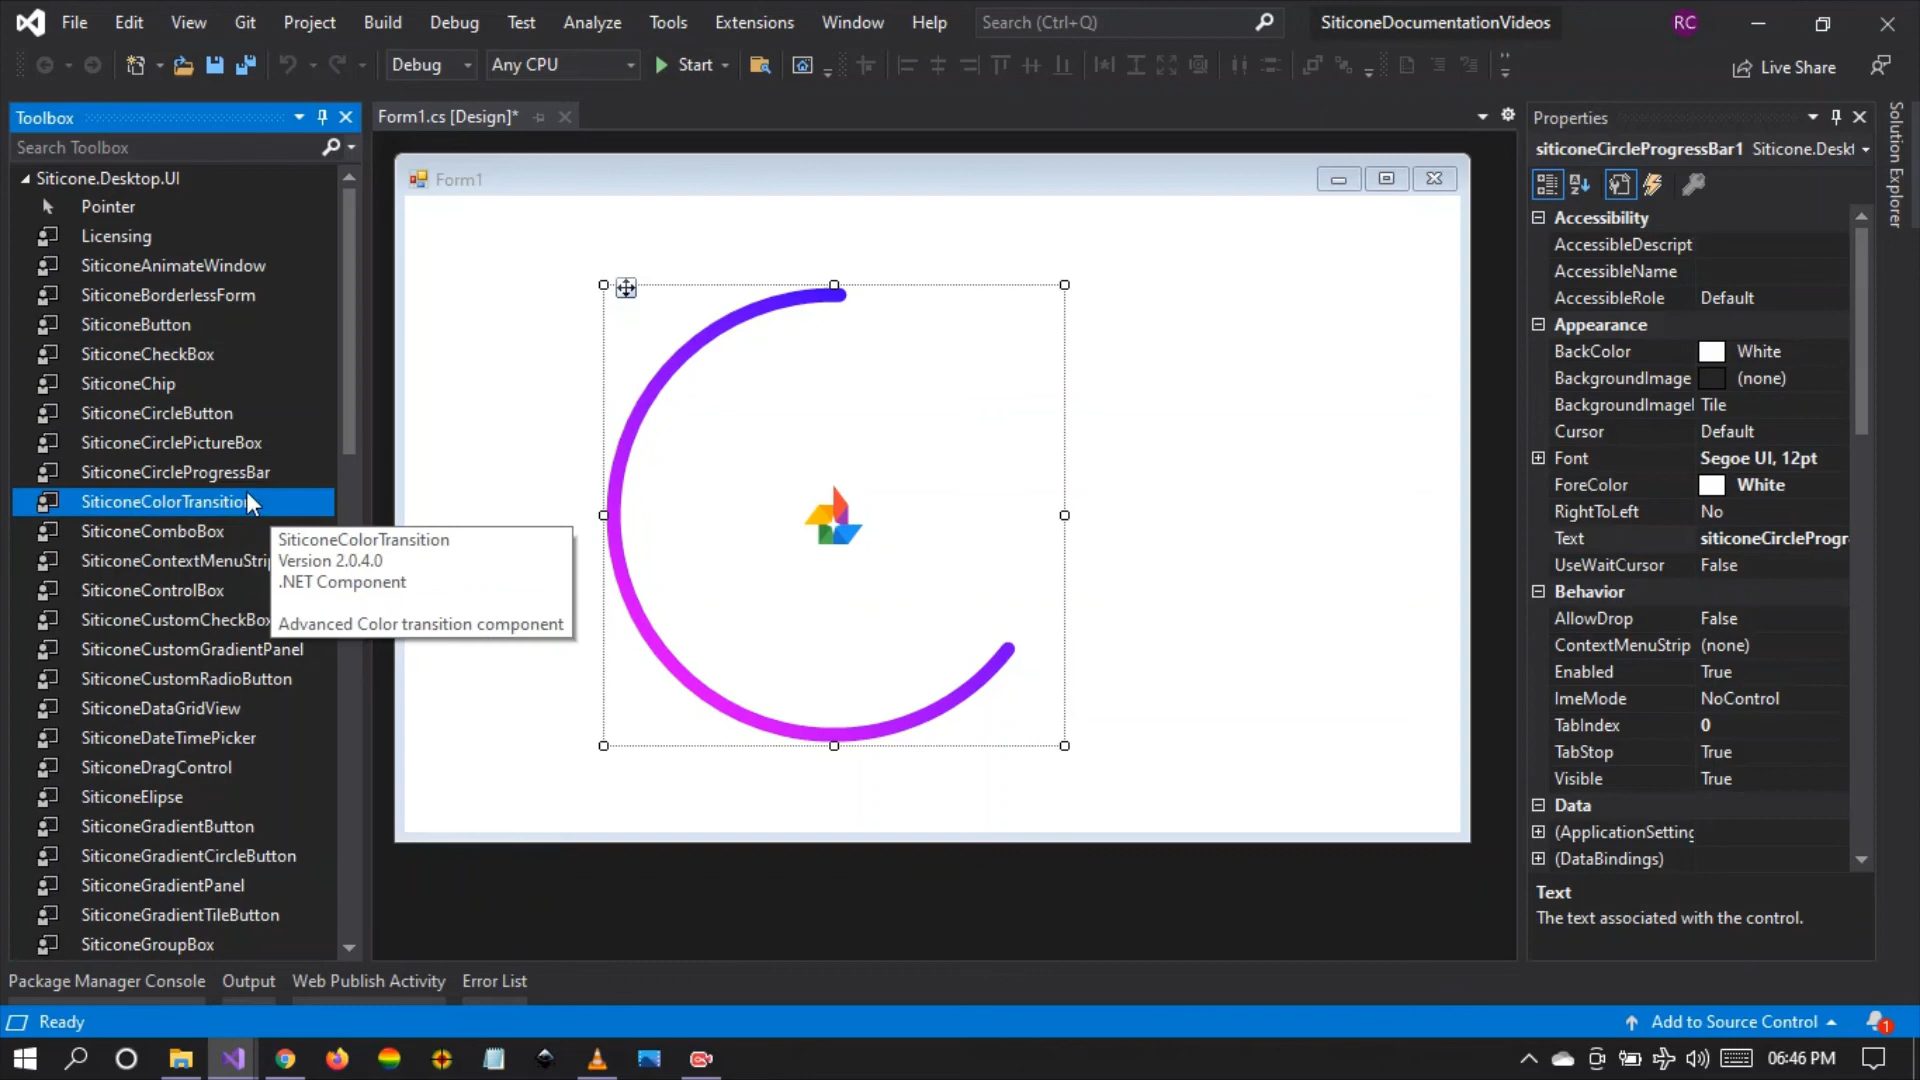 File Edit View Git Project Build Debug Test Analyze Tools Extensions Window Help Search (Ctrl+Q) SiticoneDocumentationVideos RC
Debug Any CPU Start Live Share
Toolbox
Search Toolbox
Siticone.Desktop.UI
Pointer
Licensing
SiticoneAnimateWindow
SiticoneBorderlessForm
SiticoneButton
SiticoneCheckBox
SiticoneChip
SiticoneCircleButton
SiticoneCirclePictureBox
SiticoneCircleProgressBar
SiticoneColorTransition
SiticoneComboBox
SiticoneContextMenuStrip
SiticoneControlBox
SiticoneCustomCheckBox
SiticoneCustomGradientPanel
SiticoneCustomRadioButton
SiticoneDataGridView
SiticoneDateTimePicker
SiticoneDragControl
SiticoneElipse
SiticoneGradientButton
SiticoneGradientCircleButton
SiticoneGradientPanel
SiticoneGradientTileButton
SiticoneGroupBox
SiticoneColorTransition
Version 2.0.4.0
.NET Component
Advanced Color transition component
Form1.cs [Design]*
Form1
Properties
siticoneCircleProgressBar1 Siticone.Deskt
Accessibility
AccessibleDescript
AccessibleName
AccessibleRole Default
Appearance
BackColor White
BackgroundImage (none)
BackgroundImagel Tile
Cursor Default
Font Segoe UI, 12pt
ForeColor White
RightToLeft No
Text siticoneCircleProgr
UseWaitCursor False
Behavior
AllowDrop False
ContextMenuStrip (none)
Enabled True
ImeMode NoControl
TabIndex 0
TabStop True
Visible True
Data
(ApplicationSetting
(DataBindings)
Text
The text associated with the control.
Solution Explorer
Package Manager Console Output Web Publish Activity Error List
Ready Add to Source Control 1
06:46 PM